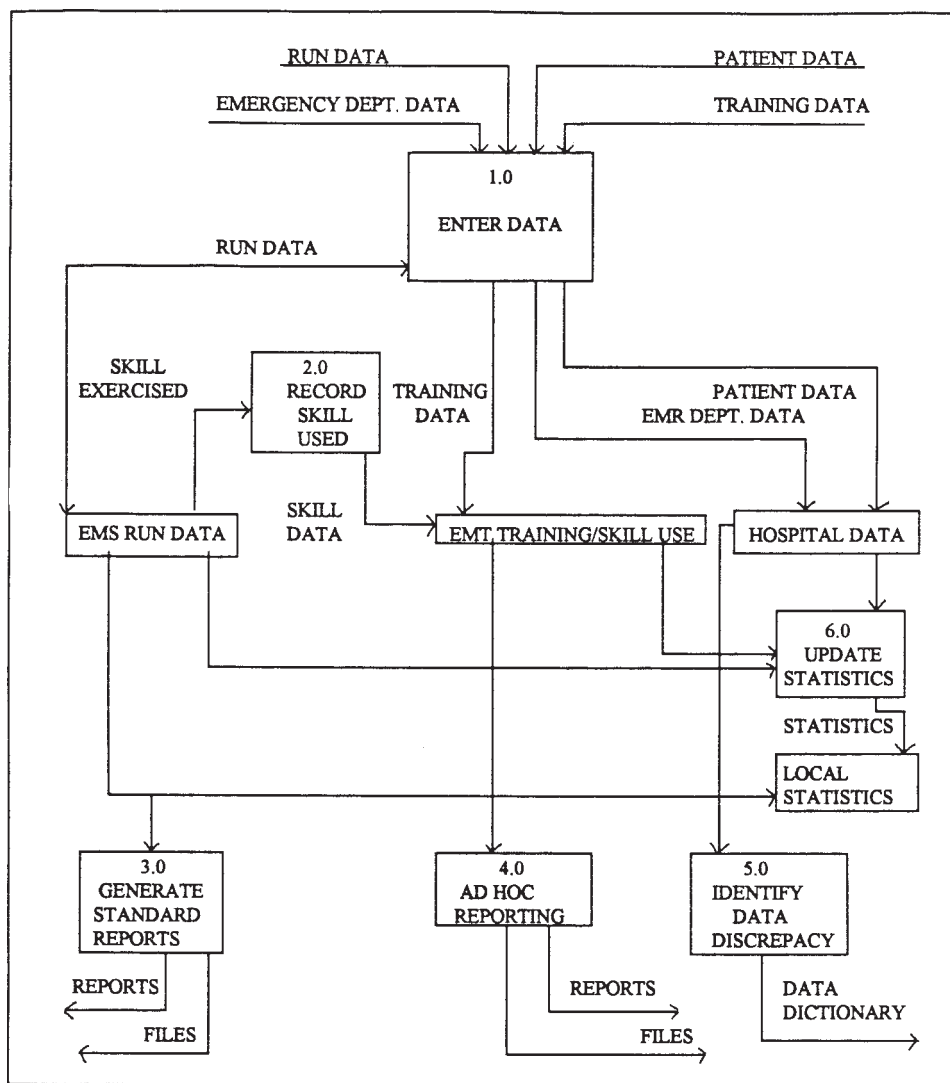 RUN DATA
PATIENT DATA
EMERGENCY DEPT. DATA
TRAINING DATA
1.0
ENTER DATA
RUN DATA
SKILL
EXERCISED
2.0
RECORD
SKILL
USED
TRAINING
DATA
PATIENT DATA
EMR DEPT. DATA
SKILL
DATA
EMS RUN DATA
EMT TRAINING/SKILL USE
HOSPITAL DATA
6.0
UPDATE
STATISTICS
STATISTICS
LOCAL
STATISTICS
3.0
GENERATE
STANDARD
REPORTS
4.0
AD HOC
REPORTING
5.0
IDENTIFY
DATA
DISCREPACY
REPORTS
FILES
REPORTS
FILES
DATA
DICTIONARY